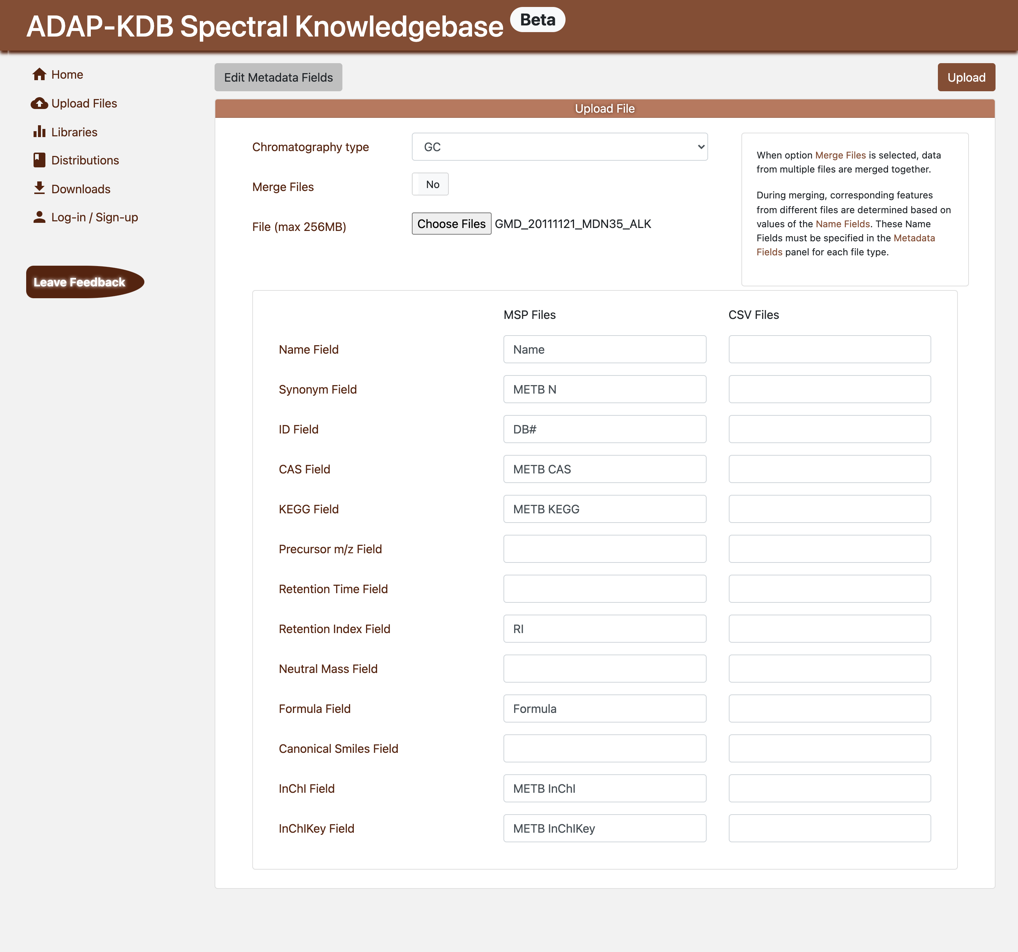 ADAP-KDB Spectral Knowledgebase Beta
Home
Upload Files
Libraries
Distributions
Downloads
Log-in / Sign-up
Leave Feedback
Edit Metadata Fields
Upload
Upload File
Chromatography type
GC
Merge Files
No
File (max 256MB)
Choose Files GMD_20111121_MDN35_ALK
When option Merge Files is selected, data
from multiple files are merged together.
During merging, corresponding features
from different files are determined based on
values of the Name Fields. These Name
Fields must be specified in the Metadata
Fields panel for each file type.
MSP Files
CSV Files
Name Field
Name
Synonym Field
METB N
ID Field
DB#
CAS Field
METB CAS
KEGG Field
METB KEGG
Precursor m/z Field
Retention Time Field
Retention Index Field
RI
Neutral Mass Field
Formula Field
Formula
Canonical Smiles Field
InChI Field
METB InChI
InChIKey Field
METB InChIKey